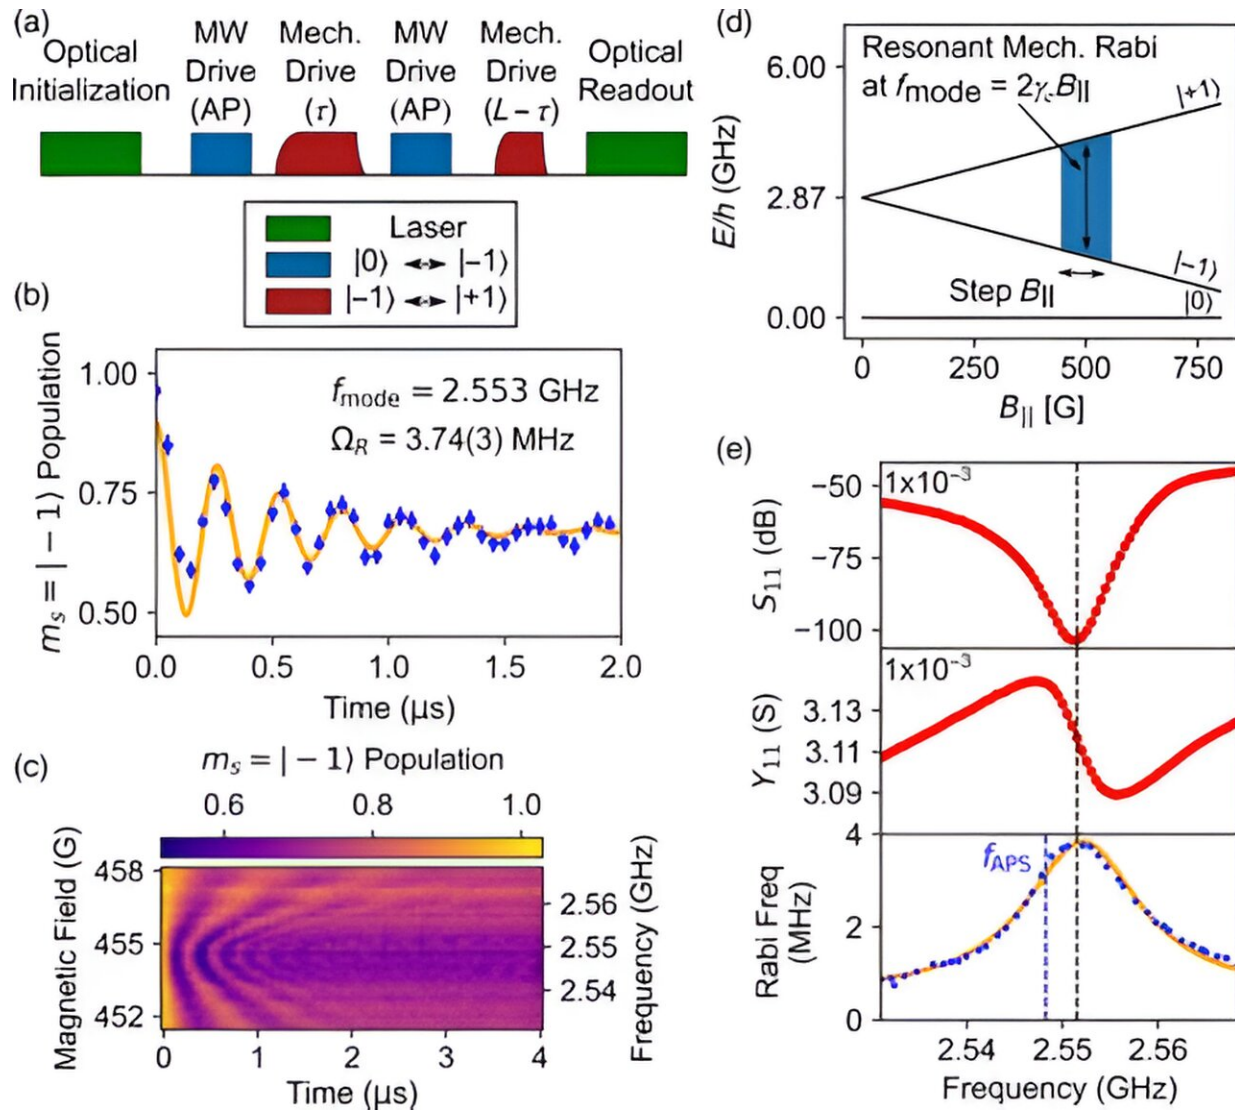 (a)
Optical
Initialization
MW
Drive
(AP)
Mech.
Drive
(τ)
MW
Drive
(AP)
Mech.
Drive
(L − τ)
Optical
Readout
Laser
|0⟩ ↔ |−1⟩
|−1⟩ ↔ |+1⟩
(b)
m_s = |−1⟩ Population
1.00
0.75
0.50
f_mode = 2.553 GHz
Ω_R = 3.74(3) MHz
0.0 0.5 1.0 1.5 2.0
Time (μs)
(c)
m_s = |−1⟩ Population
0.6 0.8 1.0
Magnetic Field (G)
458
455
452
Frequency (GHz)
2.56
2.55
2.54
0 1 2 3 4
Time (μs)
(d)
E/h (GHz)
6.00
2.87
0.00
Resonant Mech. Rabi
at f_mode = 2γ_e B_||
|+1⟩
|−1⟩
|0⟩
Step B_||
0 250 500 750
B_|| [G]
(e)
S_11 (dB)
1x10⁻³
−50
−75
−100
Y_11 (S)
1x10⁻³
3.13
3.11
3.09
Rabi Freq
(MHz)
4
2
0
f_APS
2.54 2.55 2.56
Frequency (GHz)